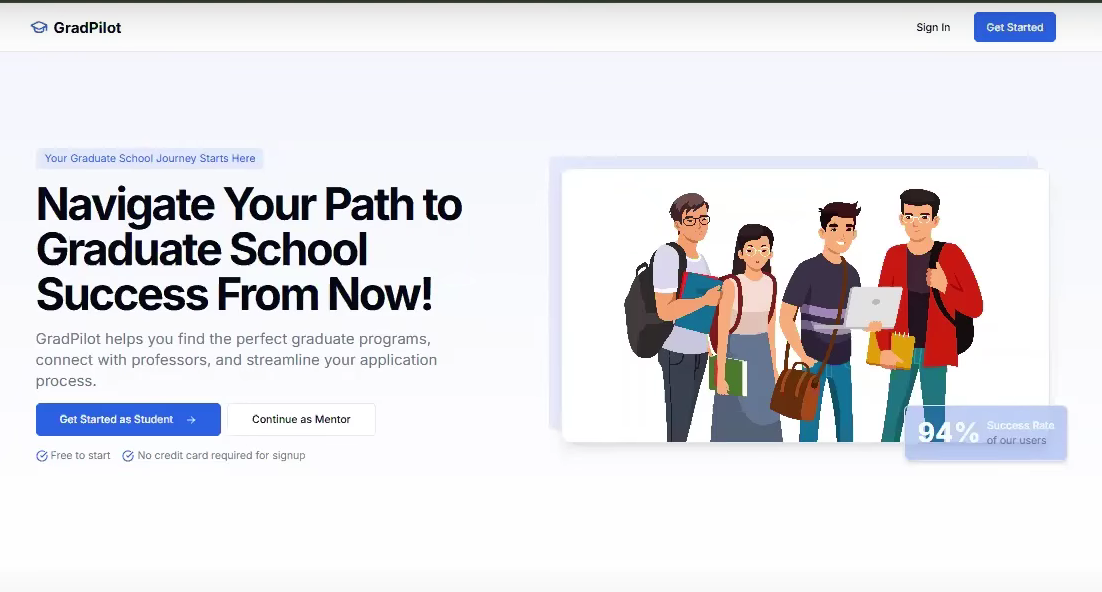 GradPilot
Sign In
Get Started
Your Graduate School Journey Starts Here
Navigate Your Path to
Graduate School
Success From Now!
GradPilot helps you find the perfect graduate programs,
connect with professors, and streamline your application
process.
Get Started as Student →
Continue as Mentor
Free to start
No credit card required for signup
94%
Success Rate
of our users